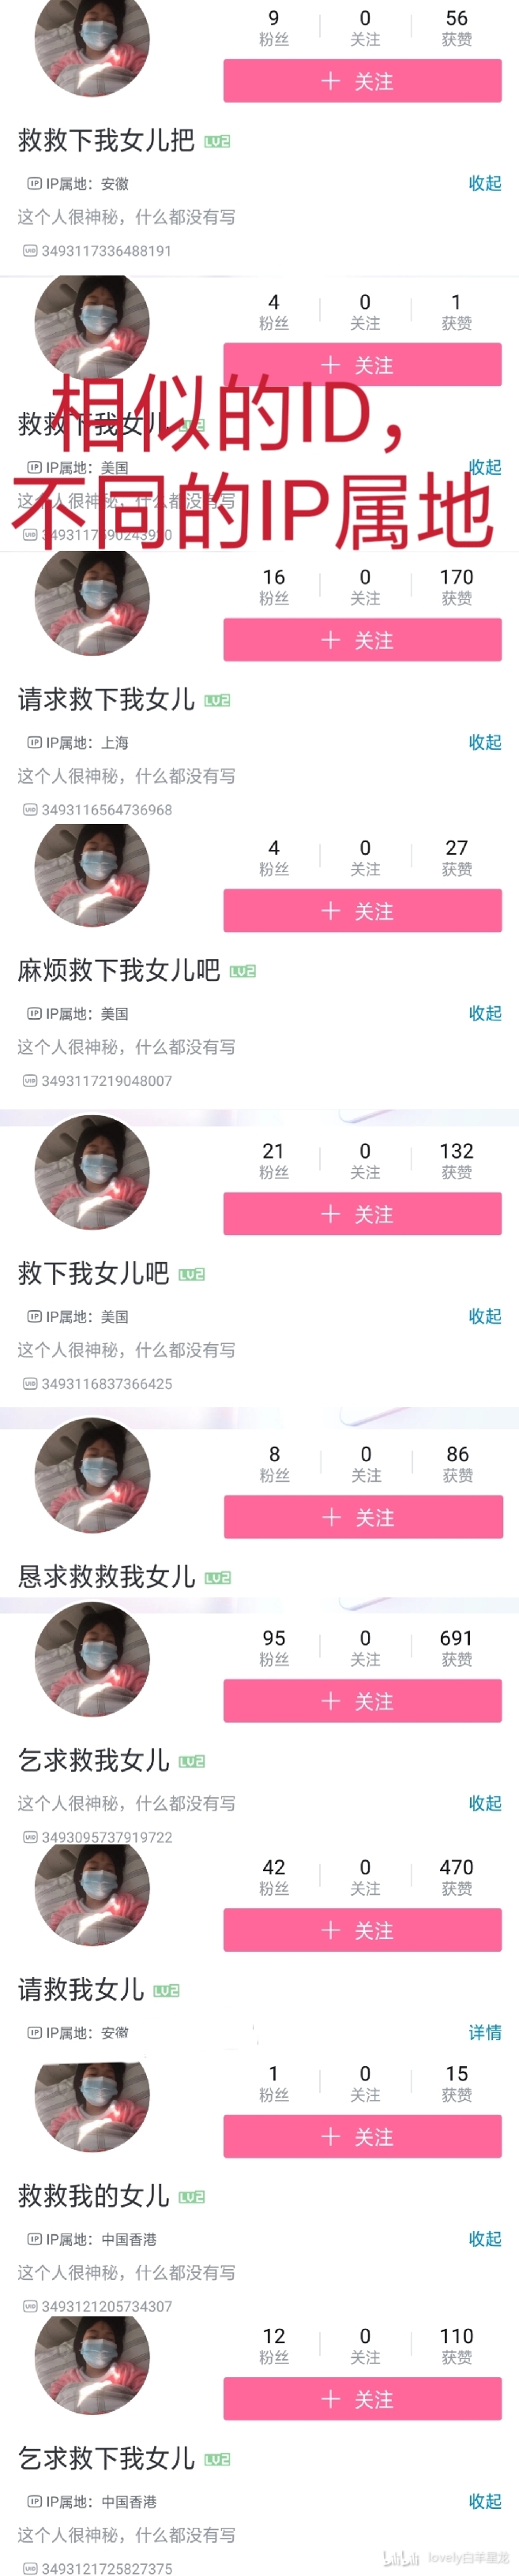 9 0 56
粉丝 关注 获赞
＋ 关注
救救下我女儿把 LV2
IP IP属地：安徽 收起
这个人很神秘，什么都没有写
UID 3493117336488191
4 0 1
粉丝 关注 获赞
＋ 关注
相似的ID，
救救下我女儿 LV2
IP IP属地：美国 收起
不同的IP属地
这个人很神秘，什么都没有写
16 0 170
粉丝 关注 获赞
＋ 关注
请求救下我女儿 LV2
IP IP属地：上海 收起
这个人很神秘，什么都没有写
UID 3493116564736968
4 0 27
粉丝 关注 获赞
＋ 关注
麻烦救下我女儿吧 LV2
IP IP属地：美国 收起
这个人很神秘，什么都没有写
UID 3493117219048007
21 0 132
粉丝 关注 获赞
＋ 关注
救下我女儿吧 LV2
IP IP属地：美国 收起
这个人很神秘，什么都没有写
UID 3493116837366425
8 0 86
粉丝 关注 获赞
＋ 关注
恳求救救我女儿 LV2
95 0 691
粉丝 关注 获赞
＋ 关注
乞求救我女儿 LV2
这个人很神秘，什么都没有写 收起
UID 3493095737919722
42 0 470
粉丝 关注 获赞
＋ 关注
请救我女儿 LV2
IP IP属地：安徽 详情
1 0 15
粉丝 关注 获赞
＋ 关注
救救我的女儿 LV2
IP IP属地：中国香港 收起
这个人很神秘，什么都没有写
UID 3493121205734307
12 0 110
粉丝 关注 获赞
＋ 关注
乞求救下我女儿 LV2
IP IP属地：中国香港 收起
这个人很神秘，什么都没有写
UID 3493121725827375
bilibili lovely白羊星龙